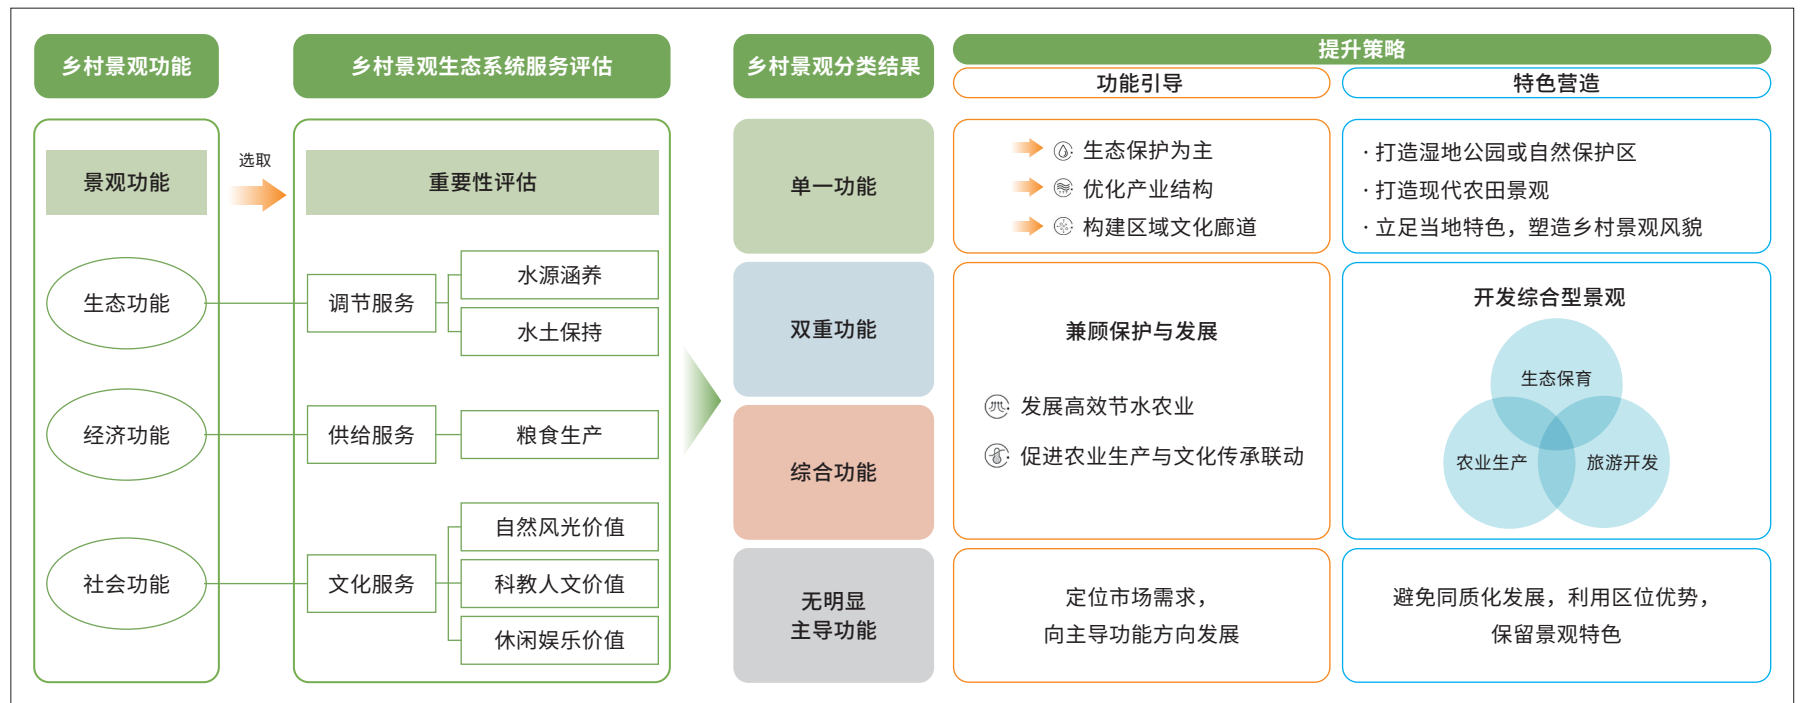 乡村景观功能
乡村景观生态系统服务评估
乡村景观分类结果
提升策略
功能引导
特色营造
景观功能
选取
重要性评估
生态功能
调节服务
水源涵养
水土保持
经济功能
供给服务
粮食生产
社会功能
文化服务
自然风光价值
科教人文价值
休闲娱乐价值
单一功能
生态保护为主
优化产业结构
构建区域文化廊道
· 打造湿地公园或自然保护区
· 打造现代农田景观
· 立足当地特色，塑造乡村景观风貌
双重功能
综合功能
兼顾保护与发展
发展高效节水农业
促进农业生产与文化传承联动
开发综合型景观
生态保育
农业生产
旅游开发
无明显
主导功能
定位市场需求，
向主导功能方向发展
避免同质化发展，利用区位优势，
保留景观特色